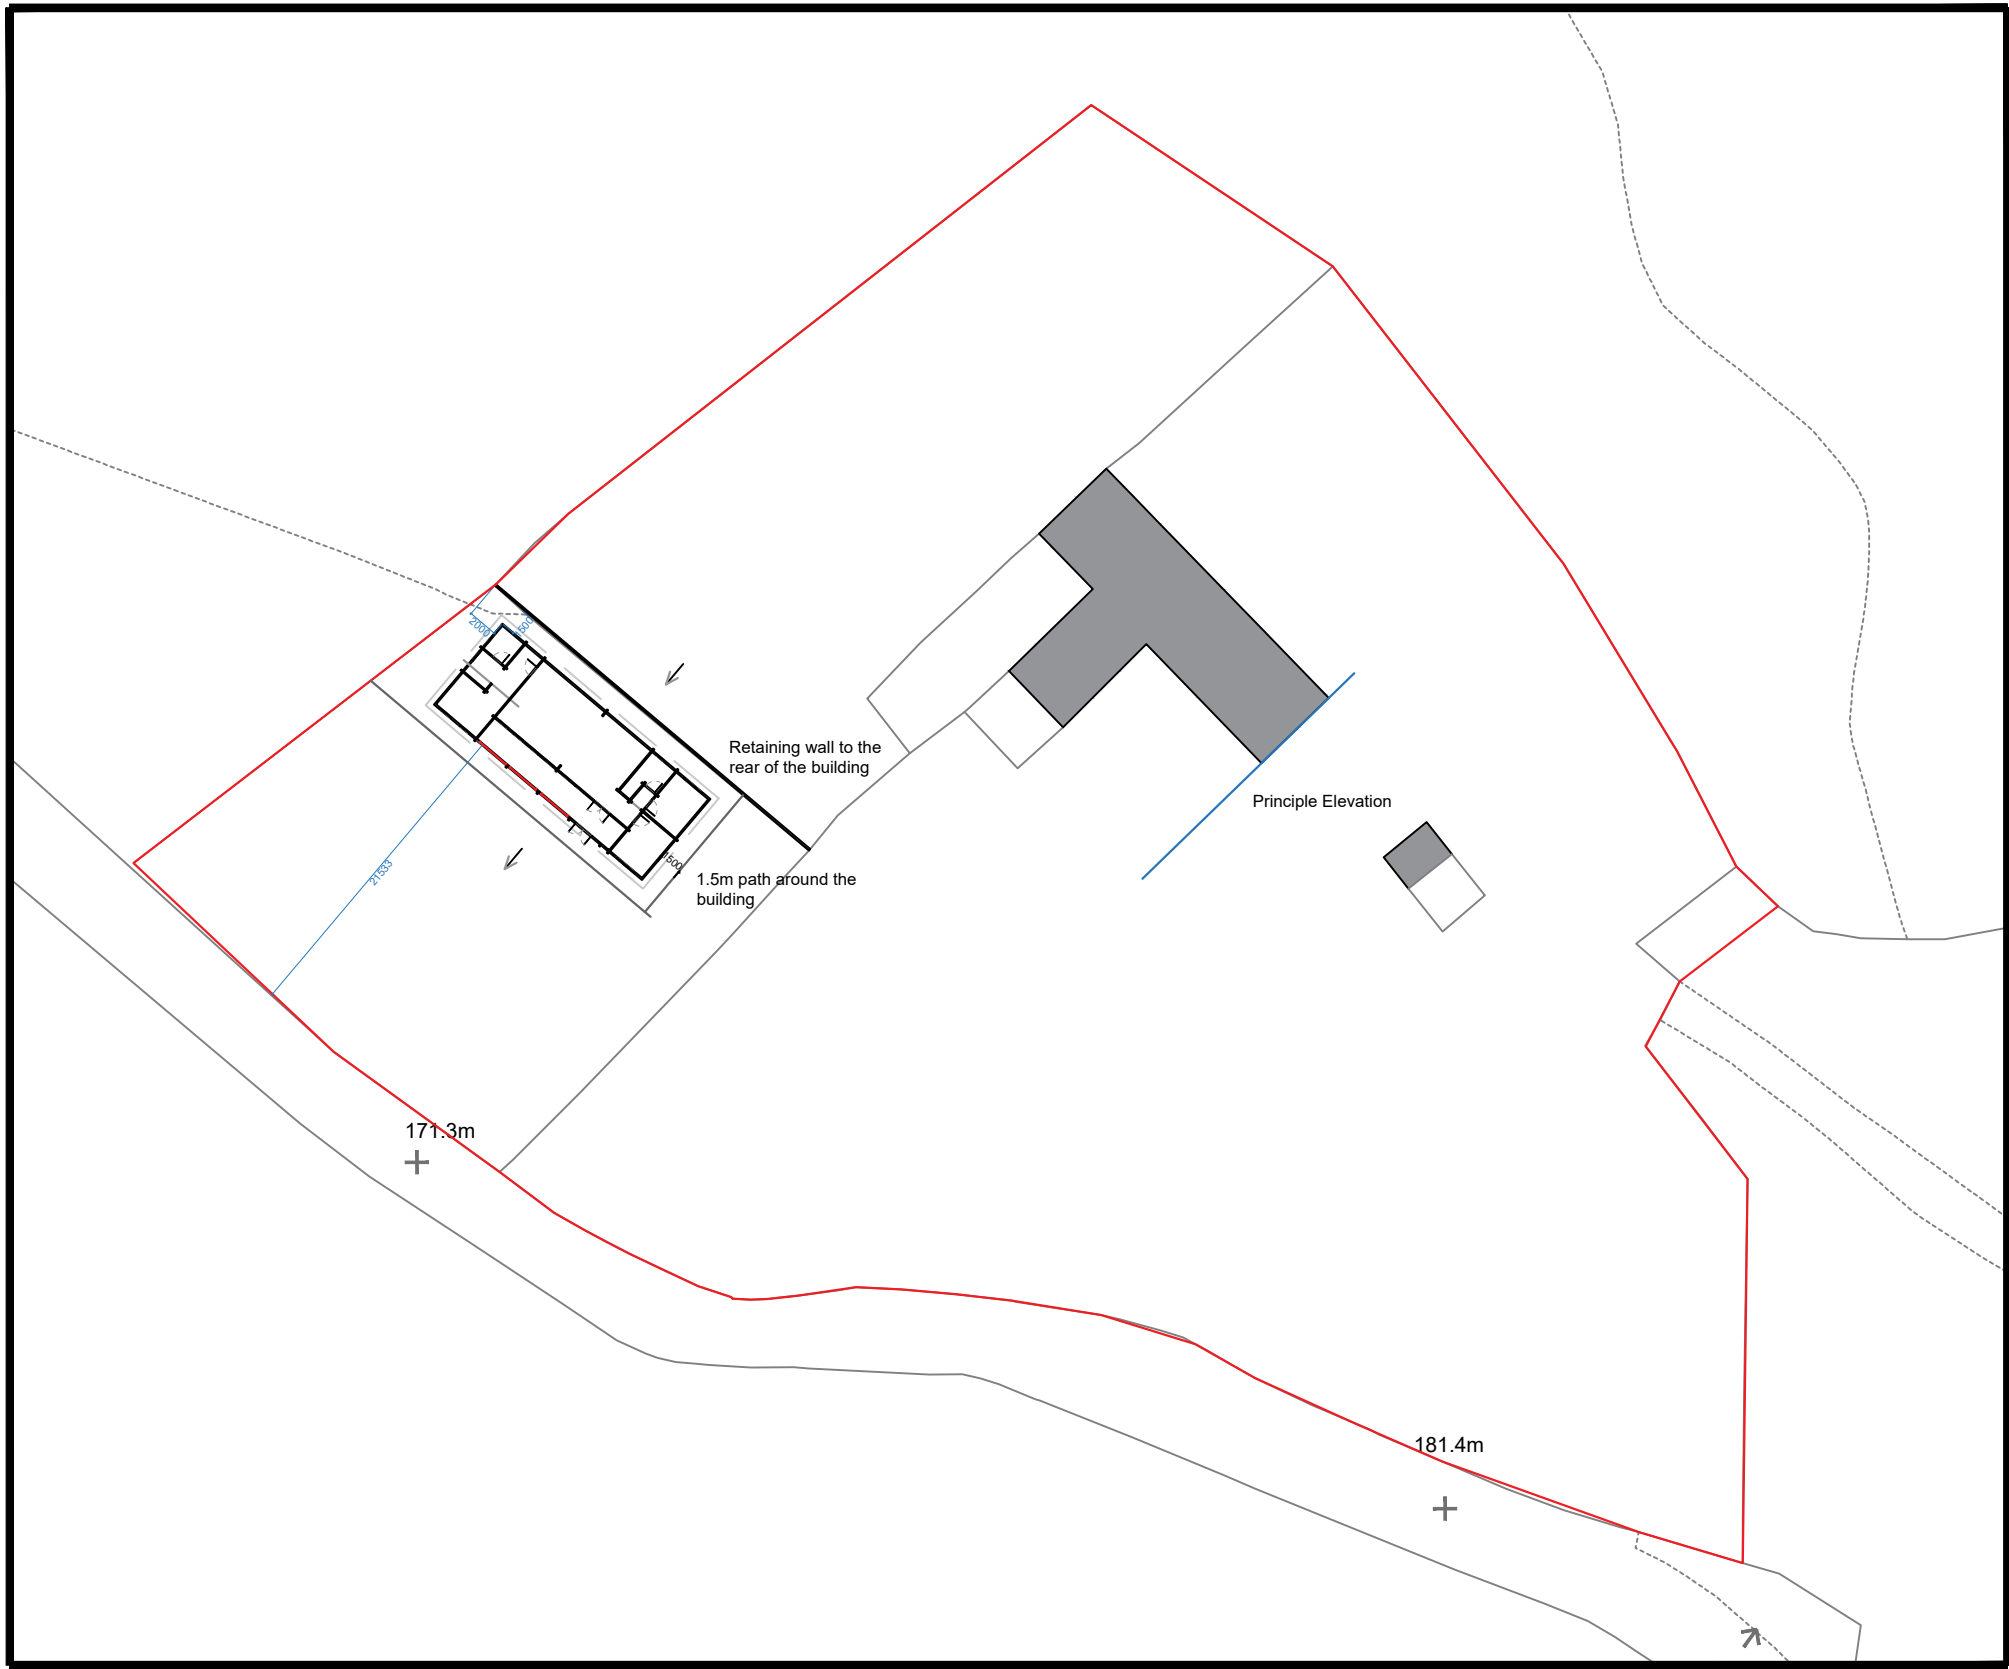 2000
1500
Retaining wall to the
rear of the building
Principle Elevation
21533
1500
1.5m path around the
building
171.3m
181.4m